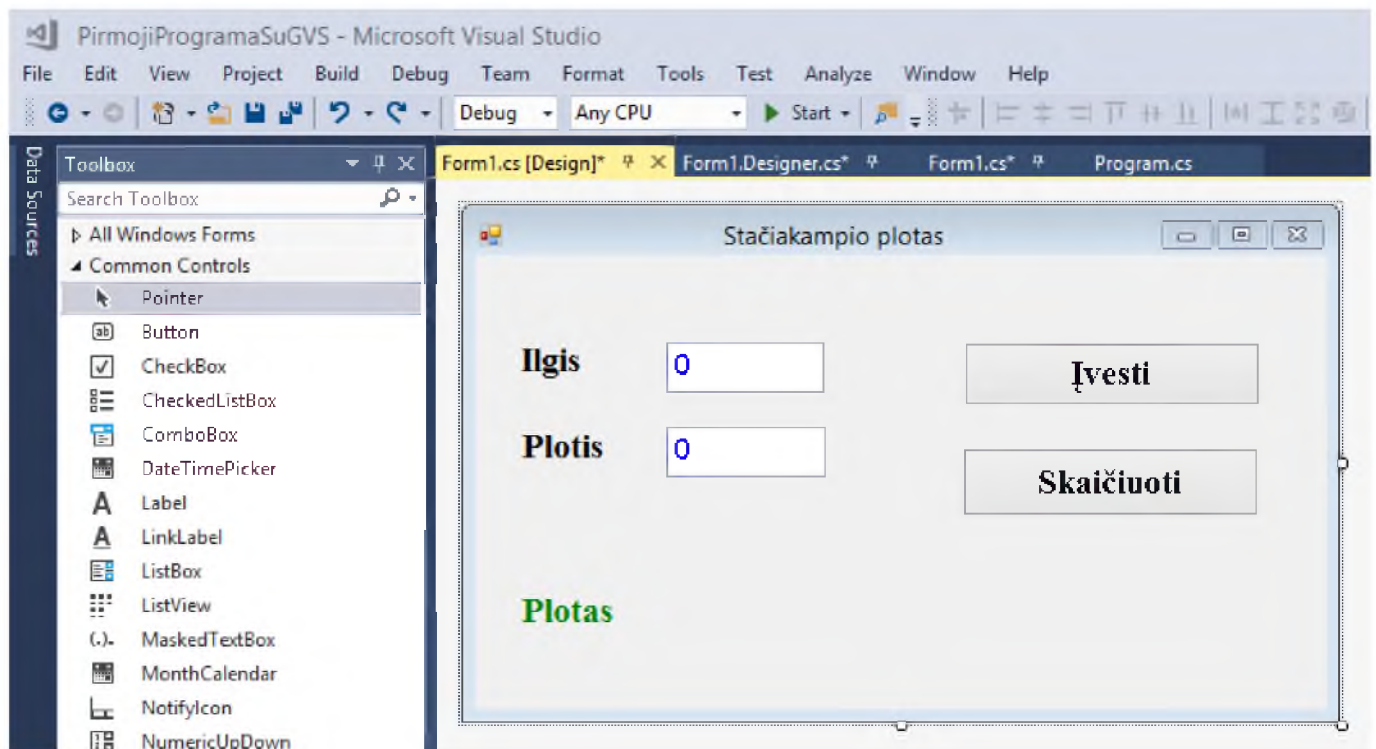 PirmojiProgramaSuGVS - Microsoft Visual Studio
File Edit View Project Build Debug Team Format Tools Test Analyze Window Help
Debug Any CPU Start
Data Sources
Toolbox
Form1.cs [Design]* Form1.Designer.cs* Form1.cs* Program.cs
Search Toolbox
All Windows Forms
Common Controls
Pointer
Button
CheckBox
CheckedListBox
ComboBox
DateTimePicker
Label
LinkLabel
ListBox
ListView
MaskedTextBox
MonthCalendar
NotifyIcon
NumericUpDown
Stačiakampio plotas
Ilgis 0 Įvesti
Plotis 0
Skaičiuoti
Plotas